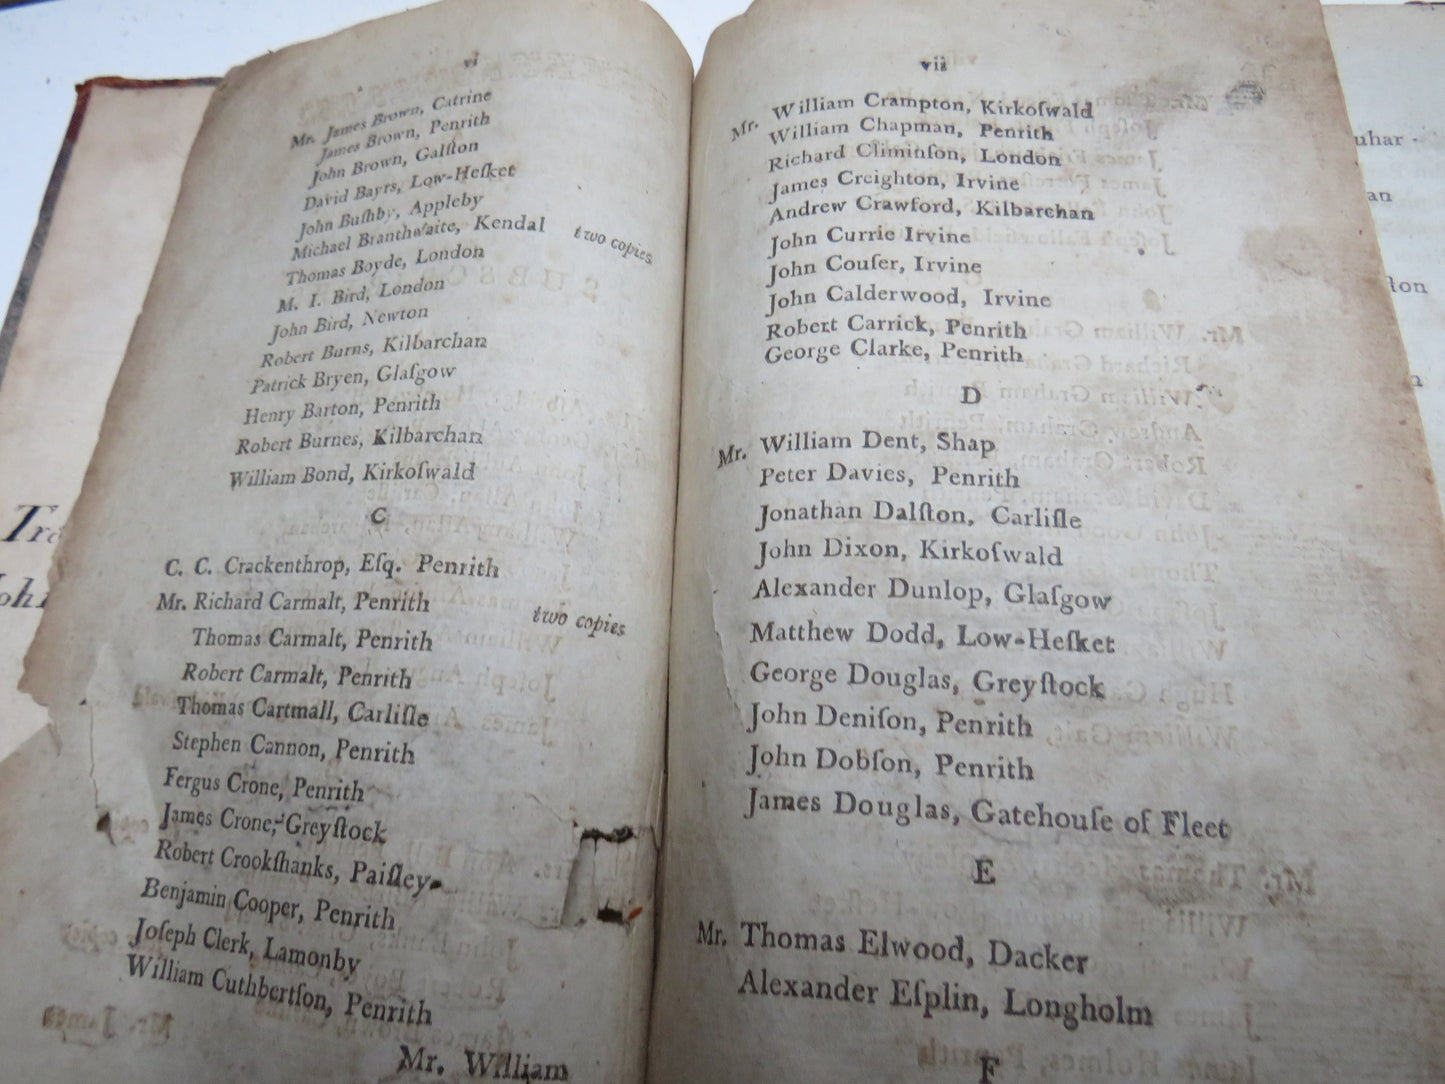 vi
Mr. James Brown, Catrine
James Brown, Penrith
John Brown, Galſton
David Bayrs, Low-Heſket
John Buſhby, Appleby
Michael Branthwaite, Kendal two copies
Thomas Boyde, London
M. I. Bird, London
John Bird, Newton
Robert Burns, Kilbarchan
Patrick Bryen, Glaſgow
Henry Barton, Penrith
Robert Burnes, Kilbarchan
William Bond, Kirkoſwald
C
C. C. Crackenthrop, Eſq. Penrith
Mr. Richard Carmalt, Penrith two copies
Thomas Carmalt, Penrith
Robert Carmalt, Penrith
Thomas Cartmall, Carliſle
Stephen Cannon, Penrith
Fergus Crone, Penrith
James Crone, Greyſtock
Robert Crookſhanks, Paiſley
Benjamin Cooper, Penrith
Joſeph Clerk, Lamonby
William Cuthbertſon, Penrith
Mr. William
vii
Mr. William Crampton, Kirkoſwald
William Chapman, Penrith
Richard Climinſon, London
James Creighton, Irvine
Andrew Crawford, Kilbarchan
John Currie Irvine
John Couſer, Irvine
John Calderwood, Irvine
Robert Carrick, Penrith
George Clarke, Penrith
D
Mr. William Dent, Shap
Peter Davies, Penrith
Jonathan Dalſton, Carliſle
John Dixon, Kirkoſwald
Alexander Dunlop, Glaſgow
Matthew Dodd, Low-Heſket
George Douglas, Greyſtock
John Deniſon, Penrith
John Dobſon, Penrith
James Douglas, Gatehouſe of Fleet
E
Mr. Thomas Elwood, Dacker
Alexander Eſplin, Longholm
F